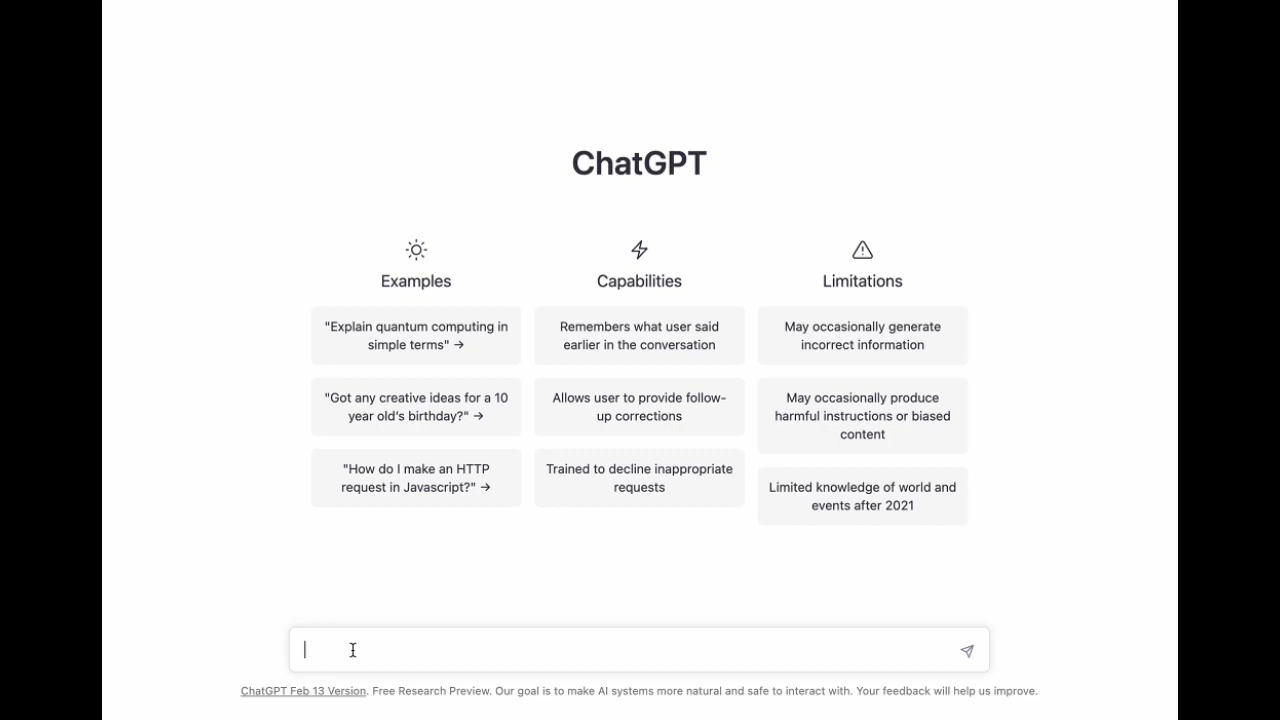 ChatGPT
Examples
"Explain quantum computing in
simple terms" →
"Got any creative ideas for a 10
year old's birthday?" →
"How do I make an HTTP
request in Javascript?" →
Capabilities
Remembers what user said
earlier in the conversation
Allows user to provide follow-
up corrections
Trained to decline inappropriate
requests
Limitations
May occasionally generate
incorrect information
May occasionally produce
harmful instructions or biased
content
Limited knowledge of world and
events after 2021
ChatGPT Feb 13 Version. Free Research Preview. Our goal is to make AI systems more natural and safe to interact with. Your feedback will help us improve.